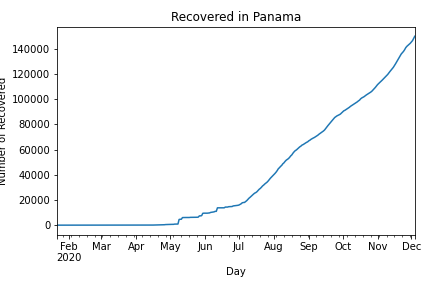 Recovered in Panama
Number of Recovered
140000
120000
100000
80000
60000
40000
20000
0
Feb Mar Apr May Jun Jul Aug Sep Oct Nov Dec
2020
Day